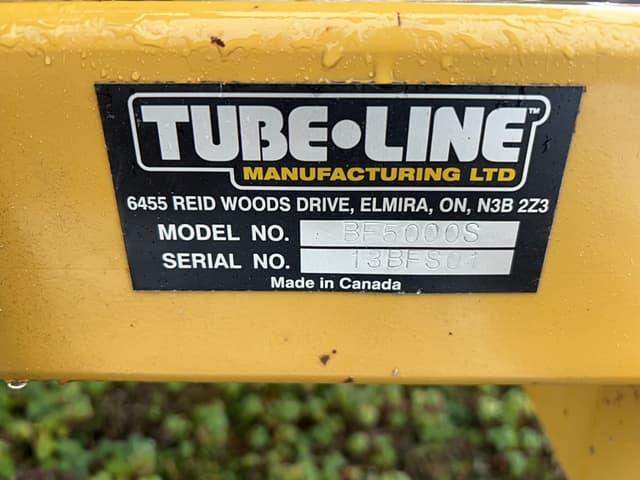 TUBE•LINE™
MANUFACTURING LTD
6455 REID WOODS DRIVE, ELMIRA, ON, N3B 2Z3
MODEL NO. BF5000S
SERIAL NO. 13BFS04
Made in Canada